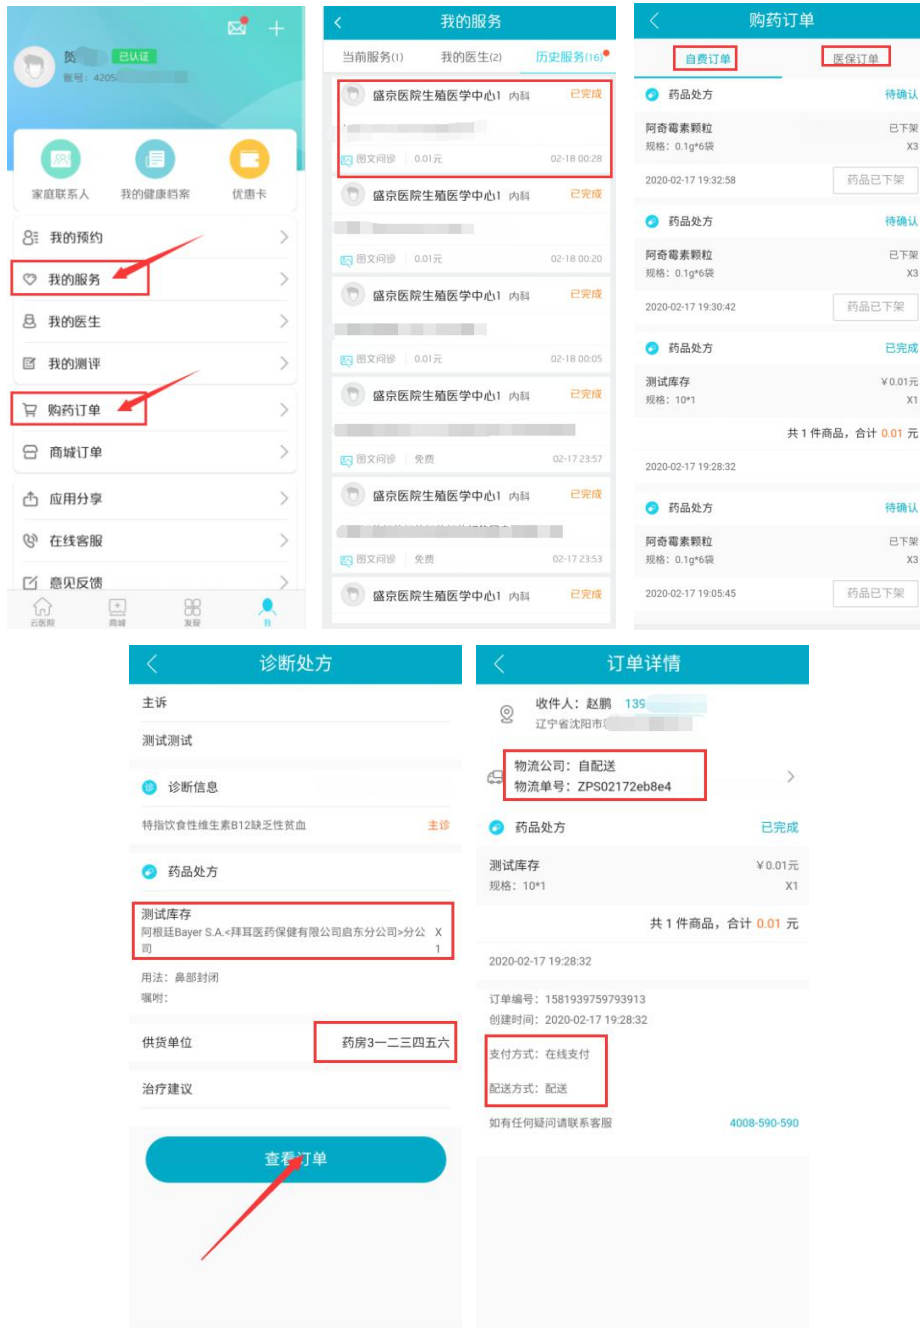 贺
已认证
账号：4205
家庭联系人
我的健康档案
优惠卡
我的预约
我的服务
我的医生
我的测评
购药订单
商城订单
应用分享
在线客服
意见反馈
云医院
商城
发现
我
我的服务
当前服务(1)
我的医生(2)
历史服务(16)
盛京医院生殖医学中心1 内科 已完成
图文问诊 0.01元 02-18 00:28
盛京医院生殖医学中心1 内科 已完成
图文问诊 0.01元 02-18 00:20
盛京医院生殖医学中心1 内科 已完成
图文问诊 0.01元 02-18 00:05
盛京医院生殖医学中心1 内科 已完成
图文问诊 免费 02-17 23:57
盛京医院生殖医学中心1 内科 已完成
图文问诊 免费 02-17 23:53
盛京医院生殖医学中心1 内科 已完成
购药订单
自费订单
医保订单
药品处方 待确认
阿奇霉素颗粒 已下架
规格：0.1g*6袋 X3
2020-02-17 19:32:58 药品已下架
药品处方 待确认
阿奇霉素颗粒 已下架
规格：0.1g*6袋 X3
2020-02-17 19:30:42 药品已下架
药品处方 已完成
测试库存 ￥0.01元
规格：10*1 X1
共 1 件商品，合计 0.01 元
2020-02-17 19:28:32
药品处方 待确认
阿奇霉素颗粒 已下架
规格：0.1g*6袋 X3
2020-02-17 19:05:45 药品已下架
诊断处方
主诉
测试测试
诊断信息
特指饮食性维生素B12缺乏性贫血 主诊
药品处方
测试库存
阿根廷Bayer S.A.<拜耳医药保健有限公司启东分公司>分公 X
司 1
用法：鼻部封闭
嘱咐：
供货单位 药房3一二三四五六
治疗建议
查看订单
订单详情
收件人：赵鹏 139
辽宁省沈阳市
物流公司：自配送
物流单号：ZPS02172eb8e4
药品处方 已完成
测试库存 ￥0.01元
规格：10*1 X1
共 1 件商品，合计 0.01 元
2020-02-17 19:28:32
订单编号：1581939759793913
创建时间：2020-02-17 19:28:32
支付方式：在线支付
配送方式：配送
如有任何疑问请联系客服 4008-590-590